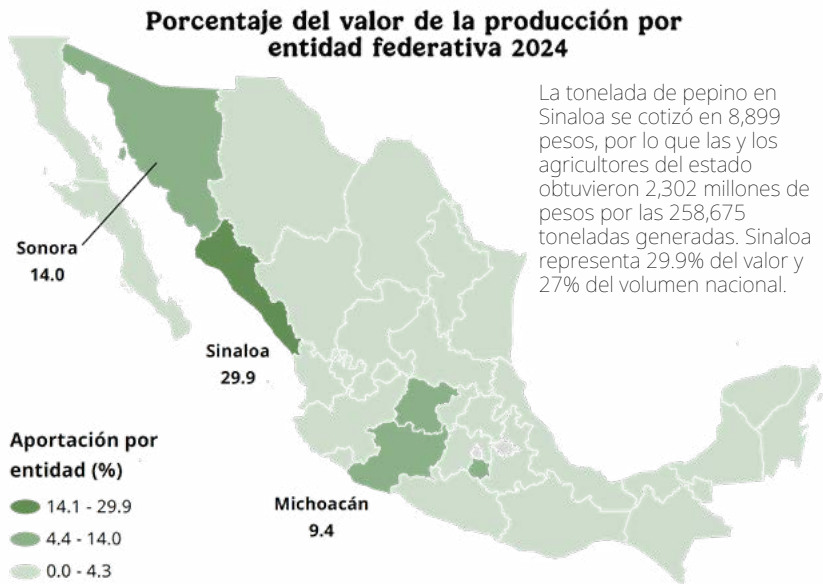 Porcentaje del valor de la producción por
entidad federativa 2024
La tonelada de pepino en
Sinaloa se cotizó en 8,899
pesos, por lo que las y los
agricultores del estado
obtuvieron 2,302 millones de
pesos por las 258,675
toneladas generadas. Sinaloa
representa 29.9% del valor y
27% del volumen nacional.
Sonora
14.0
Sinaloa
29.9
Michoacán
9.4
Aportación por
entidad (%)
14.1 - 29.9
4.4 - 14.0
0.0 - 4.3